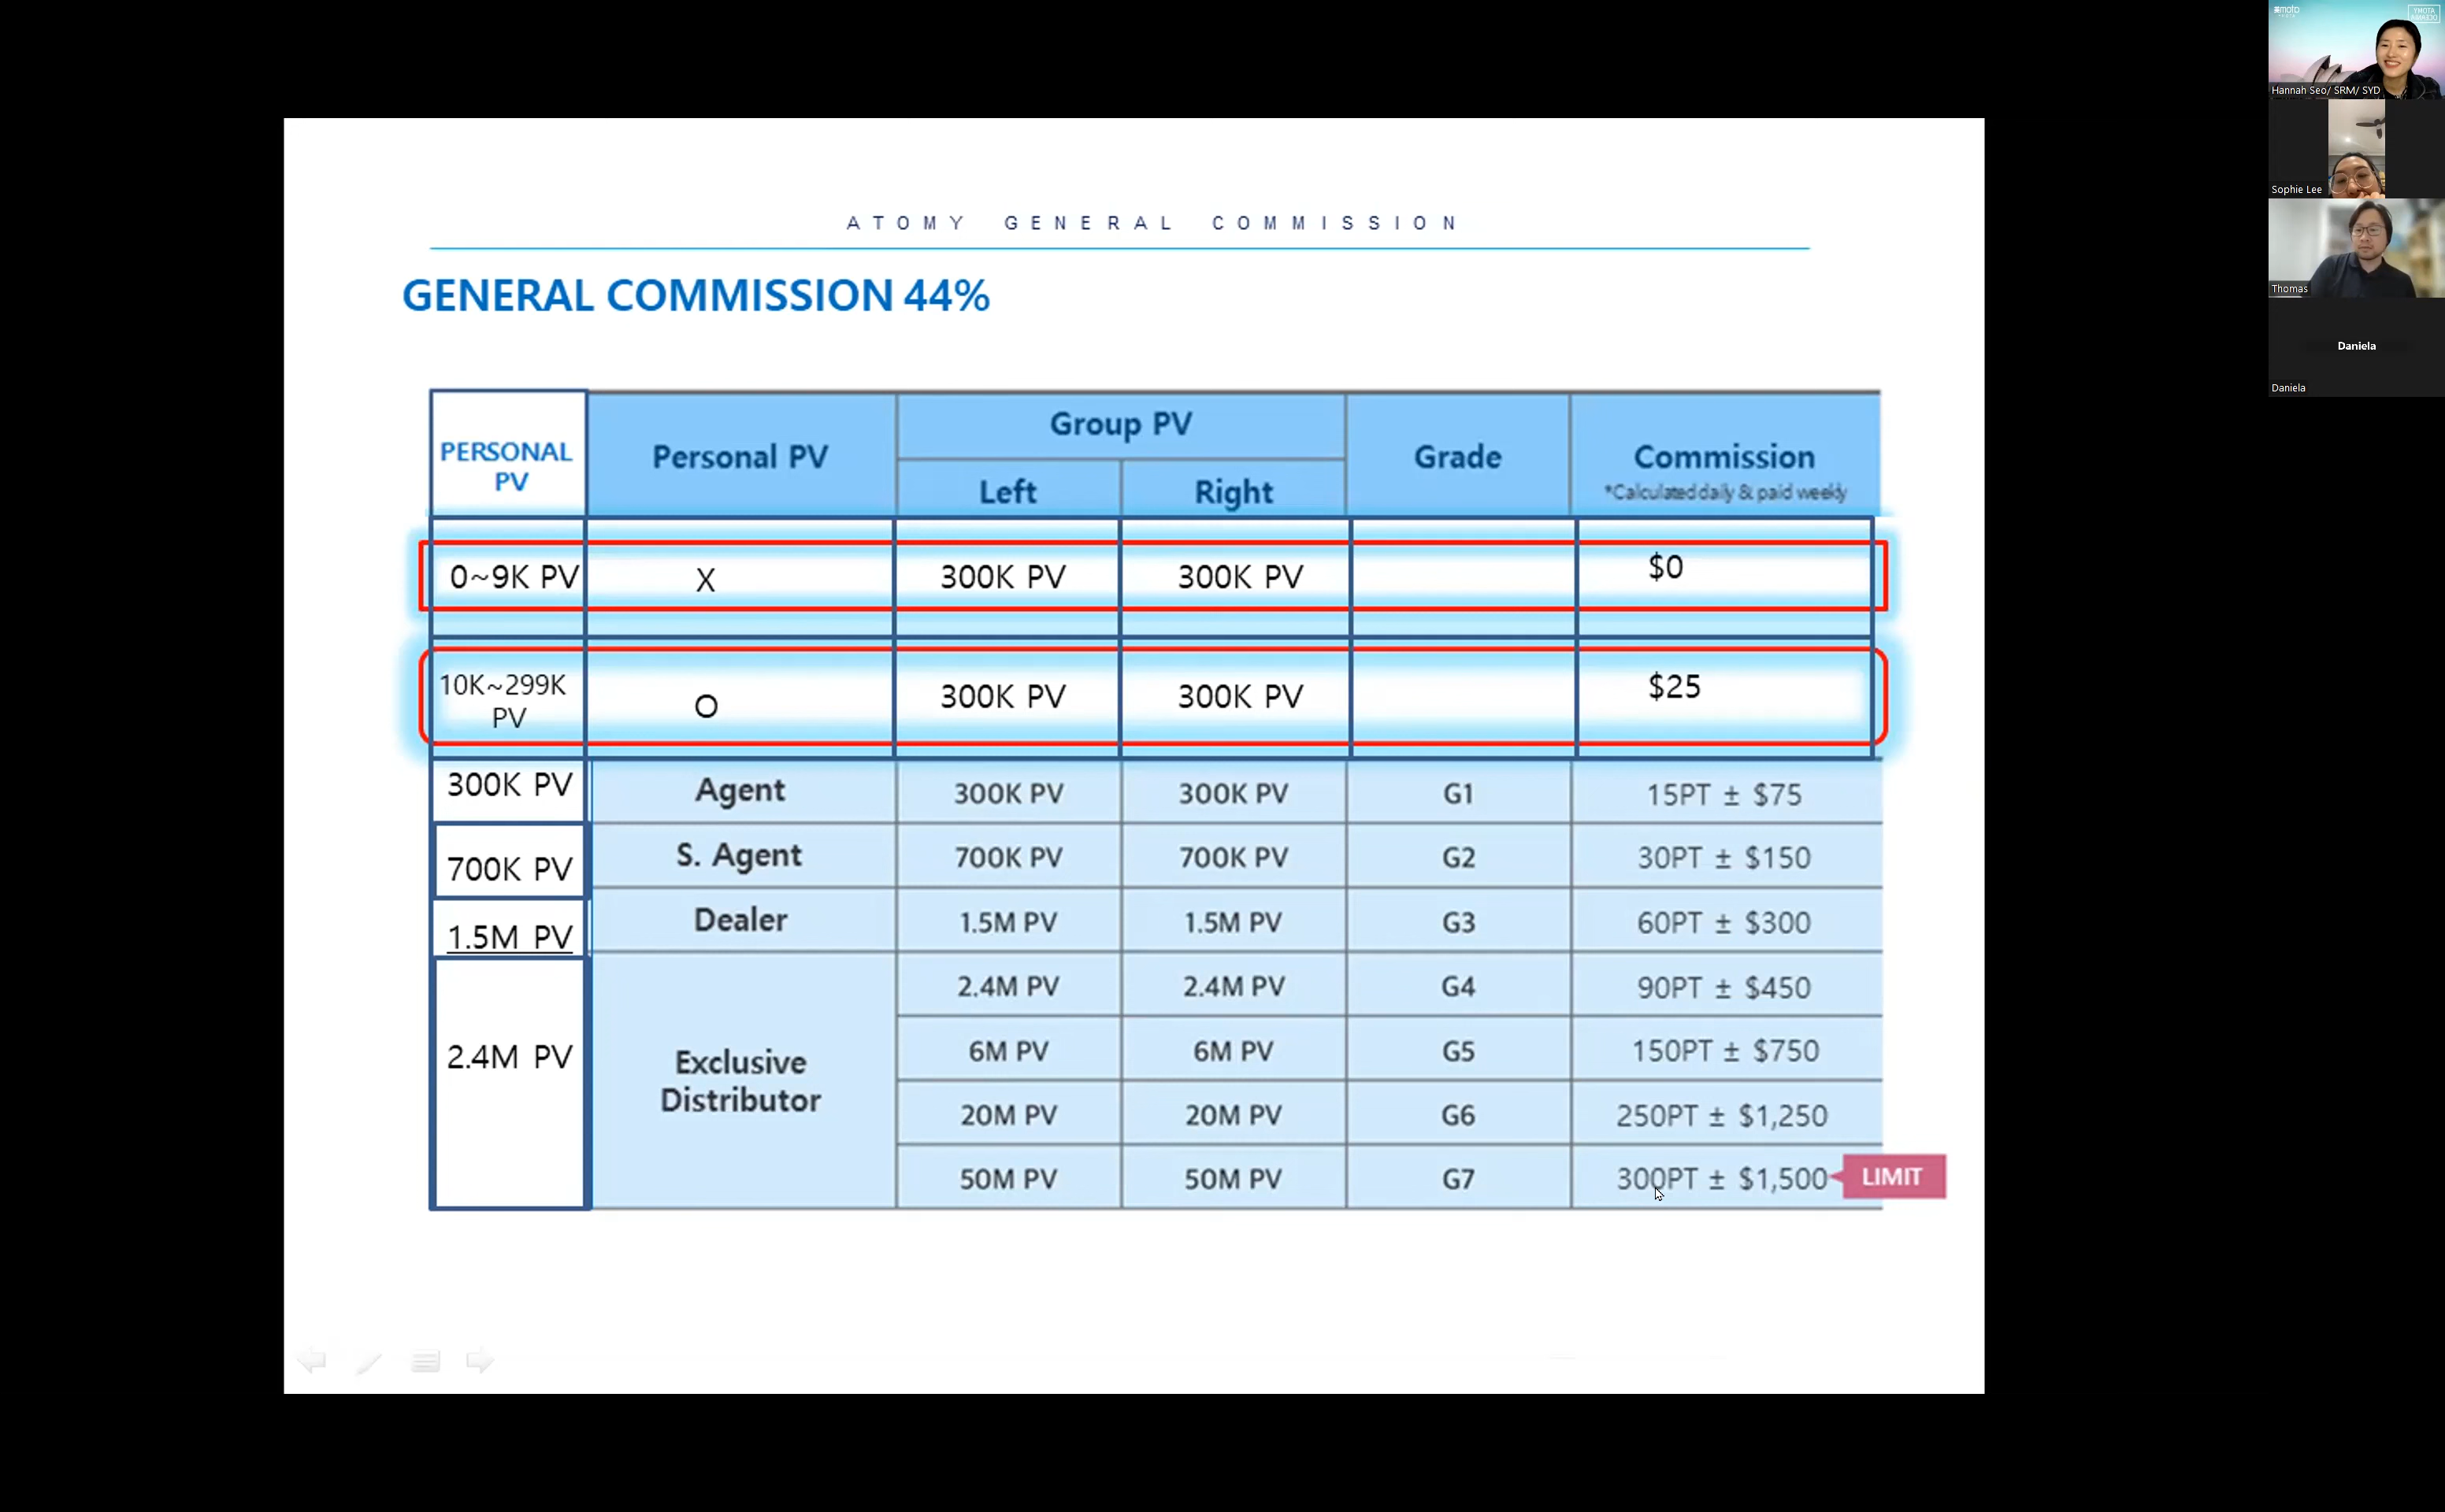 ATOMY GENERAL COMMISSION
GENERAL COMMISSION 44%
PERSONAL PV
Personal PV
Group PV
Left
Right
Grade
Commission
*Calculated daily & paid weekly
0~9K PV X 300K PV 300K PV $0
10K~299K PV O 300K PV 300K PV $25
300K PV Agent 300K PV 300K PV G1 15PT ± $75
700K PV S. Agent 700K PV 700K PV G2 30PT ± $150
1.5M PV Dealer 1.5M PV 1.5M PV G3 60PT ± $300
2.4M PV Exclusive Distributor 2.4M PV 2.4M PV G4 90PT ± $450
6M PV 6M PV G5 150PT ± $750
20M PV 20M PV G6 250PT ± $1,250
50M PV 50M PV G7 300PT ± $1,500 LIMIT
Hannah Seo/ SRM/ SYD
Sophie Lee
Thomas
Daniela
Daniela